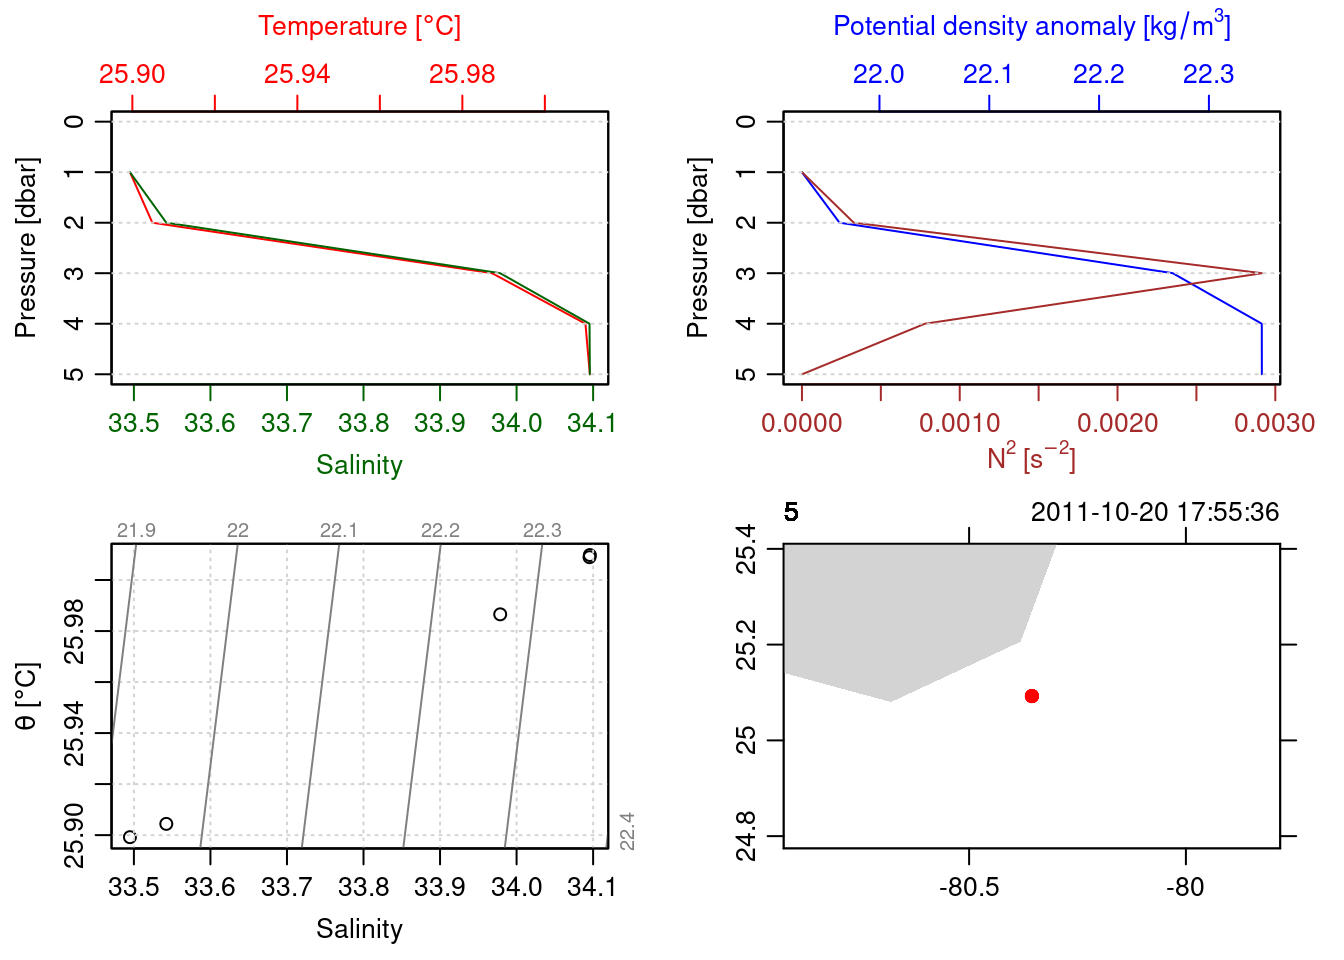 Temperature [°C]
25.90 25.94 25.98
0
1
2
3
4
5
Pressure [dbar]
33.5 33.6 33.7 33.8 33.9 34.0 34.1
Salinity
Potential density anomaly [kg/m³]
22.0 22.1 22.2 22.3
0
1
2
3
4
5
Pressure [dbar]
0.0000 0.0010 0.0020 0.0030
N² [s⁻²]
21.9 22 22.1 22.2 22.3
22.4
25.98
25.94
25.90
θ [°C]
33.5 33.6 33.7 33.8 33.9 34.0 34.1
Salinity
5 2011-10-20 17:55:36
25.4
25.2
25
24.8
-80.5 -80